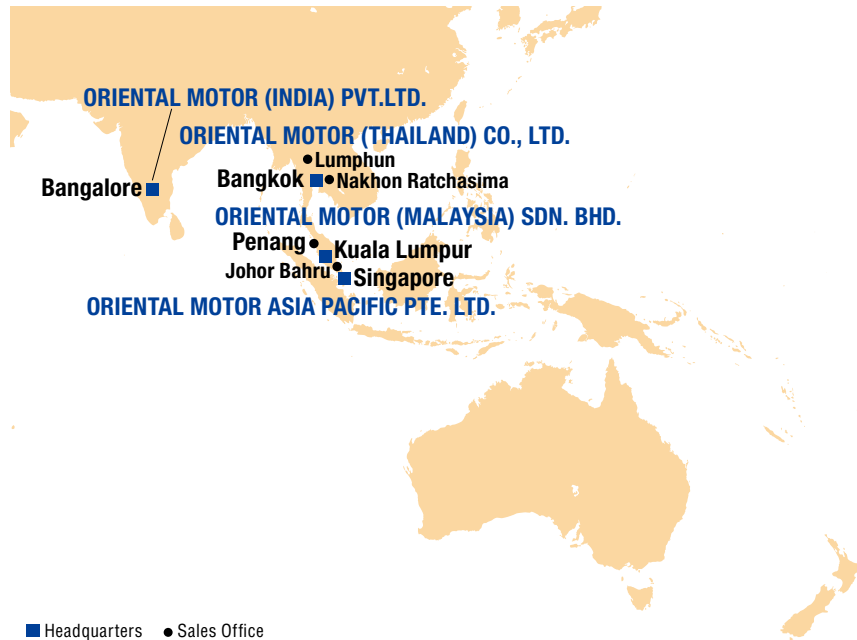 ORIENTAL MOTOR (INDIA) PVT.LTD.
ORIENTAL MOTOR (THAILAND) CO., LTD.
Lumphun
Bangkok
Nakhon Ratchasima
Bangalore
ORIENTAL MOTOR (MALAYSIA) SDN. BHD.
Penang
Kuala Lumpur
Johor Bahru
Singapore
ORIENTAL MOTOR ASIA PACIFIC PTE. LTD.
Headquarters
Sales Office